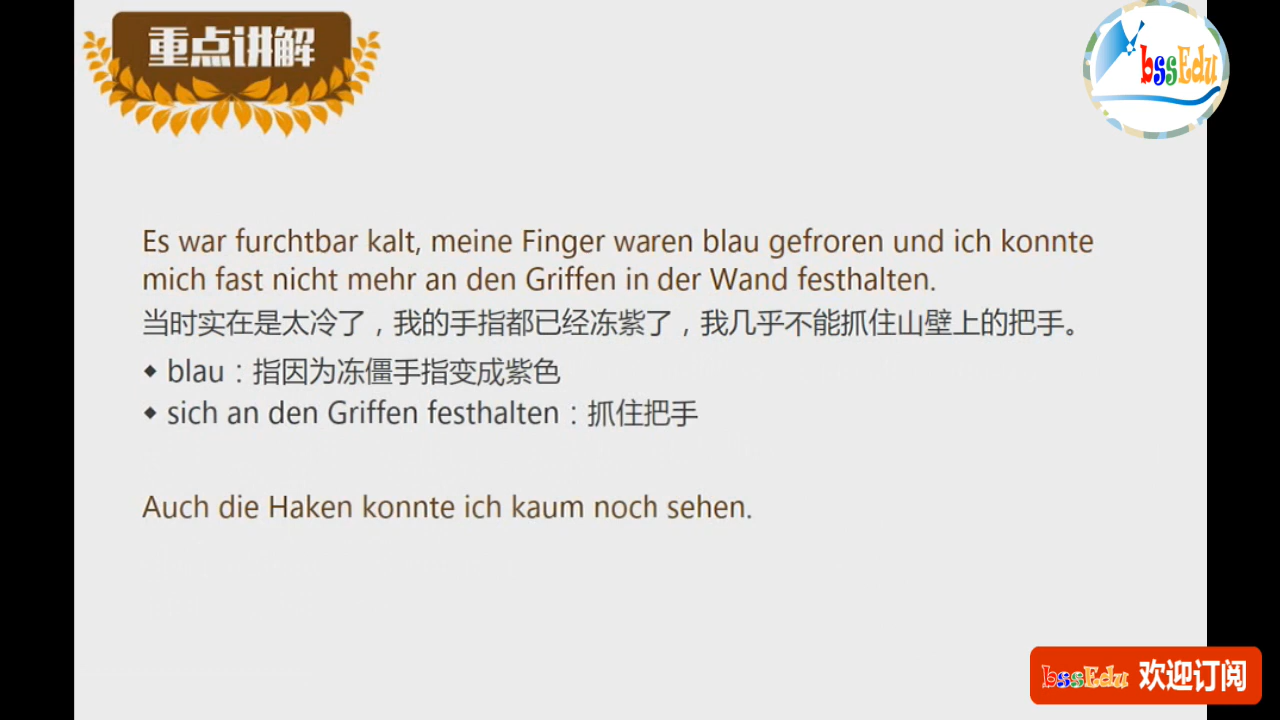 重点讲解
bssEdu
Es war furchtbar kalt, meine Finger waren blau gefroren und ich konnte
mich fast nicht mehr an den Griffen in der Wand festhalten.
当时实在是太冷了，我的手指都已经冻紫了，我几乎不能抓住山壁上的把手。
◆ blau：指因为冻僵手指变成紫色
◆ sich an den Griffen festhalten：抓住把手
Auch die Haken konnte ich kaum noch sehen.
bssEdu 欢迎订阅